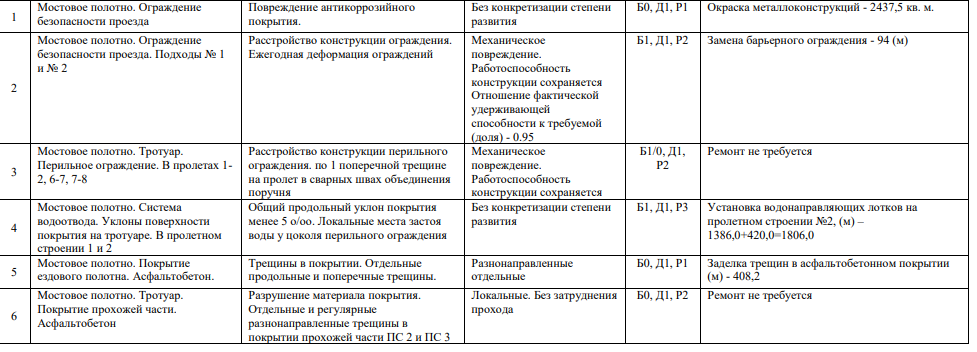 1
Мостовое полотно. Ограждение
безопасности проезда
Повреждение антикоррозийного
покрытия.
Без конкретизации степени
развития
Б0, Д1, Р1
Окраска металлоконструкций - 2437,5 кв. м.
2
Мостовое полотно. Ограждение
безопасности проезда. Подходы № 1
и № 2
Расстройство конструкции ограждения.
Ежегодная деформация ограждений
Механическое
повреждение.
Работоспособность
конструкции сохраняется
Отношение фактической
удерживающей
способности к требуемой
(доля) - 0.95
Б1, Д1, Р2
Замена барьерного ограждения - 94 (м)
3
Мостовое полотно. Тротуар.
Перильное ограждение. В пролетах 1-
2, 6-7, 7-8
Расстройство конструкции перильного
ограждения. по 1 поперечной трещине
на пролет в сварных швах объединения
поручня
Механическое
повреждение.
Работоспособность
конструкции сохраняется
Б1/0, Д1,
Р2
Ремонт не требуется
4
Мостовое полотно. Система
водоотвода. Уклоны поверхности
покрытия на тротуаре. В пролетном
строении 1 и 2
Общий продольный уклон покрытия
менее 5 о/оо. Локальные места застоя
воды у цоколя перильного ограждения
Без конкретизации степени
развития
Б1, Д1, Р3
Установка водонаправляющих лотков на
пролетном строении №2, (м) –
1386,0+420,0=1806,0
5
Мостовое полотно. Покрытие
ездового полотна. Асфальтобетон.
Трещины в покрытии. Отдельные
продольные и поперечные трещины.
Разнонаправленные
отдельные
Б0, Д1, Р1
Заделка трещин в асфальтобетонном покрытии
(м) - 408,2
6
Мостовое полотно. Тротуар.
Покрытие прохожей части.
Асфальтобетон
Разрушение материала покрытия.
Отдельные и регулярные
разнонаправленные трещины в
покрытии прохожей части ПС 2 и ПС 3
Локальные. Без затруднения
прохода
Б0, Д1, Р2
Ремонт не требуется